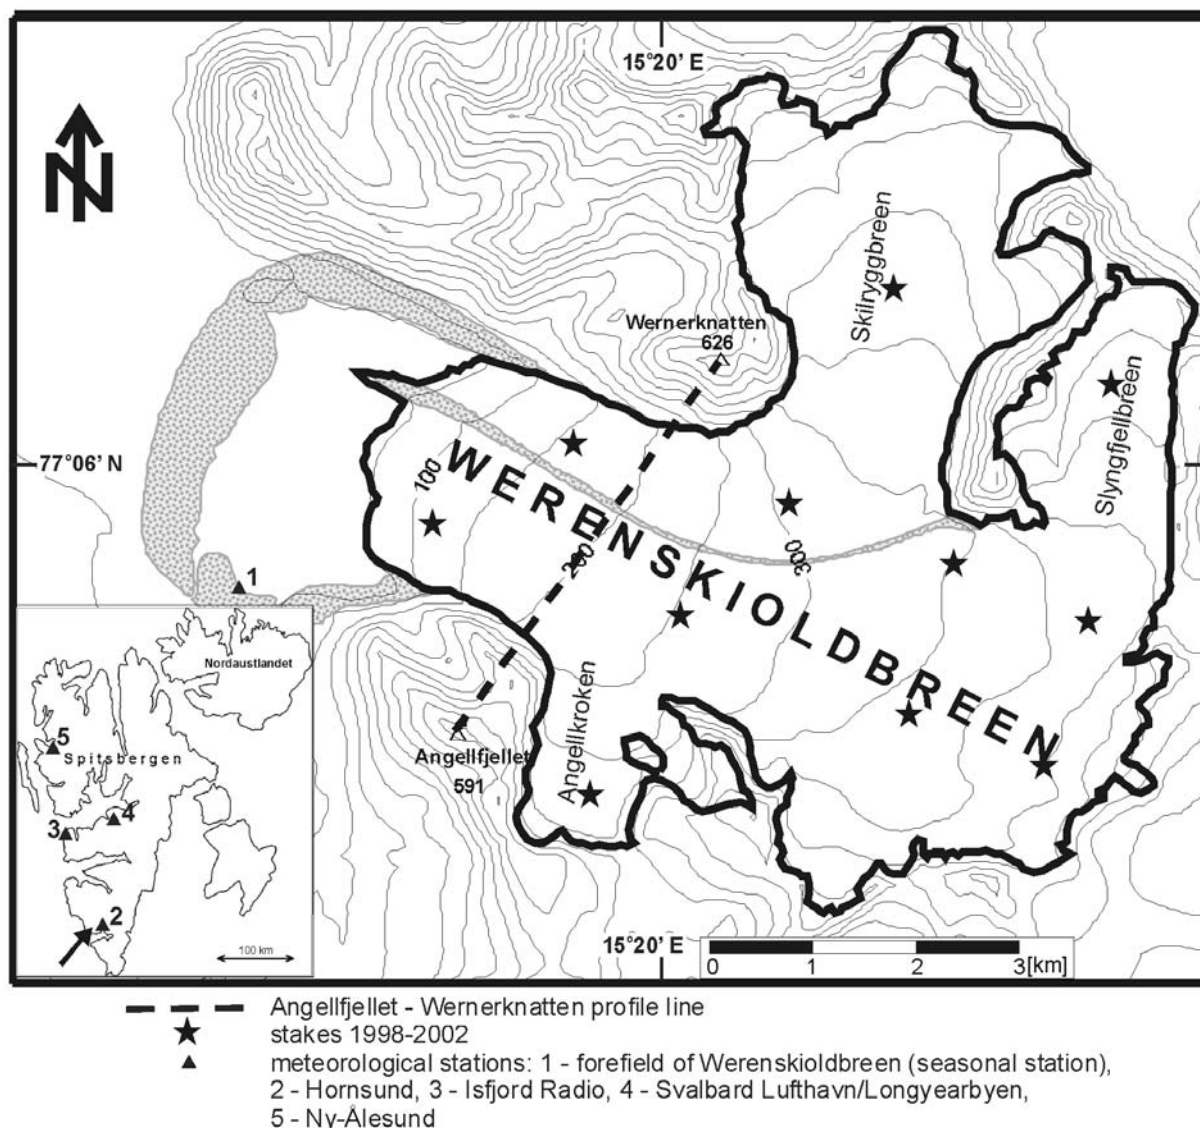 15°20' E
N
Skilryggbreen
Wernerknatten
626
Slyngfjellbreen
77°06' N
100
200
300
WERENSKIOLDBREEN
1
Angellkroken
Angellfjellet
591
Nordaustlandet
5
Spitsbergen
4
3
2
100 km
15°20' E
0 1 2 3[km]
Angellfjellet - Wernerknatten profile line
stakes 1998-2002
meteorological stations: 1 - forefield of Werenskioldbreen (seasonal station),
2 - Hornsund, 3 - Isfjord Radio, 4 - Svalbard Lufthavn/Longyearbyen,
5 - Ny-Ålesund